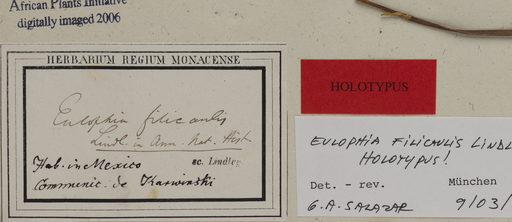 African Plants Initiative
digitally imaged 2006
HERBARIUM REGIUM MONACENSE
Eulophia filicaulis
Lindl. in Ann. Nat. Hist.
Hab. in Mexico sc. Lindley
Communic. de Karwinski
HOLOTYPUS
EULOPHIA FILICAULIS LINDL
HOLOTYPUS!
Det. - rev. München
G.A. SALAZAR 9/03/